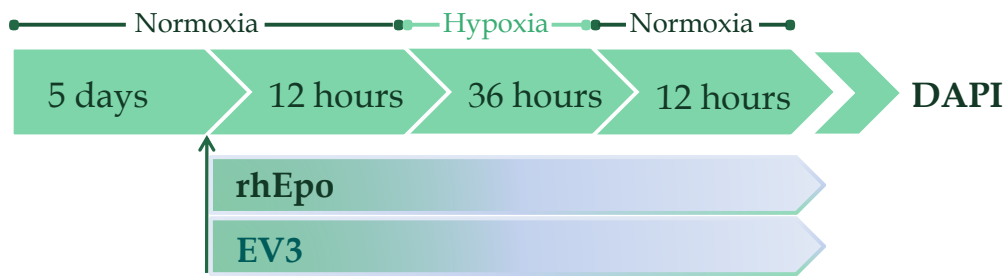 Normoxia Hypoxia Normoxia
5 days 12 hours 36 hours 12 hours DAPI
rhEpo
EV3